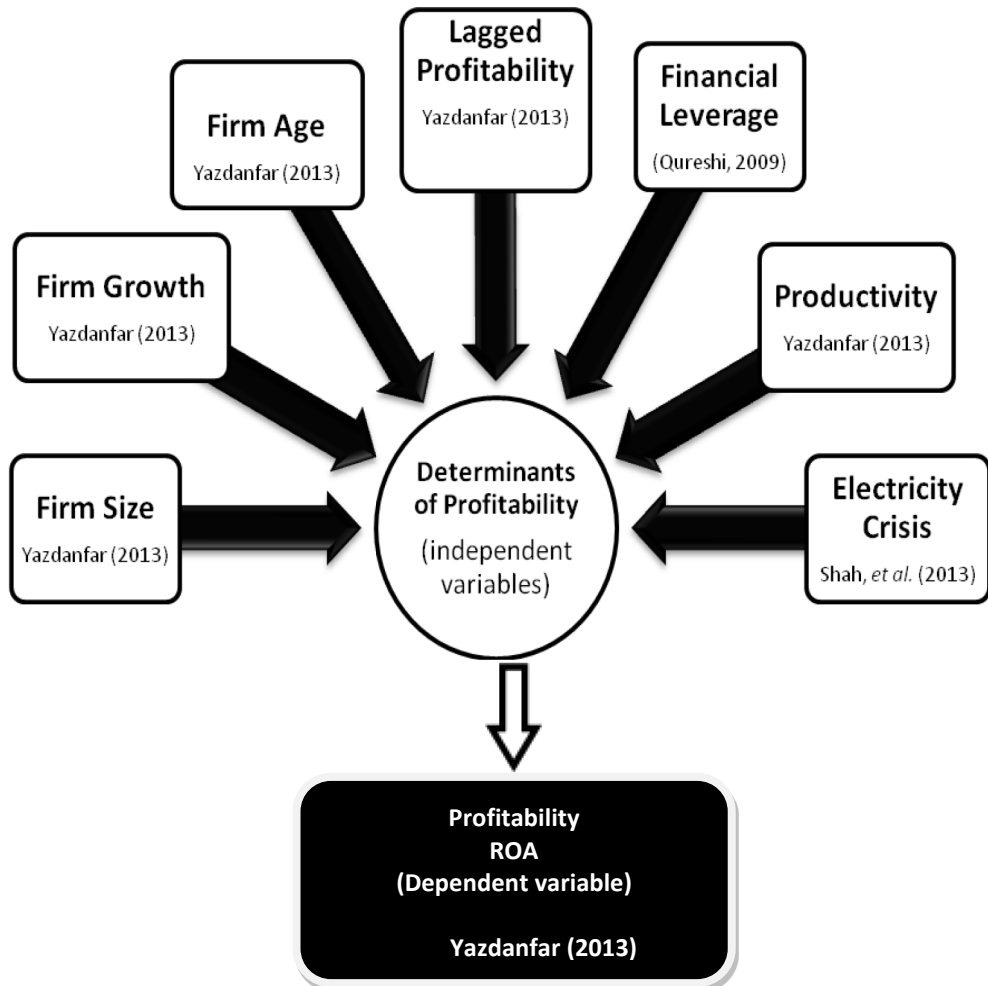 Lagged
Profitability
Yazdanfar (2013)
Financial
Leverage
(Qureshi, 2009)
Firm Age
Yazdanfar (2013)
Firm Growth
Yazdanfar (2013)
Productivity
Yazdanfar (2013)
Firm Size
Yazdanfar (2013)
Determinants
of Profitability
(independent
variables)
Electricity
Crisis
Shah, et al. (2013)
Profitability
ROA
(Dependent variable)
Yazdanfar (2013)